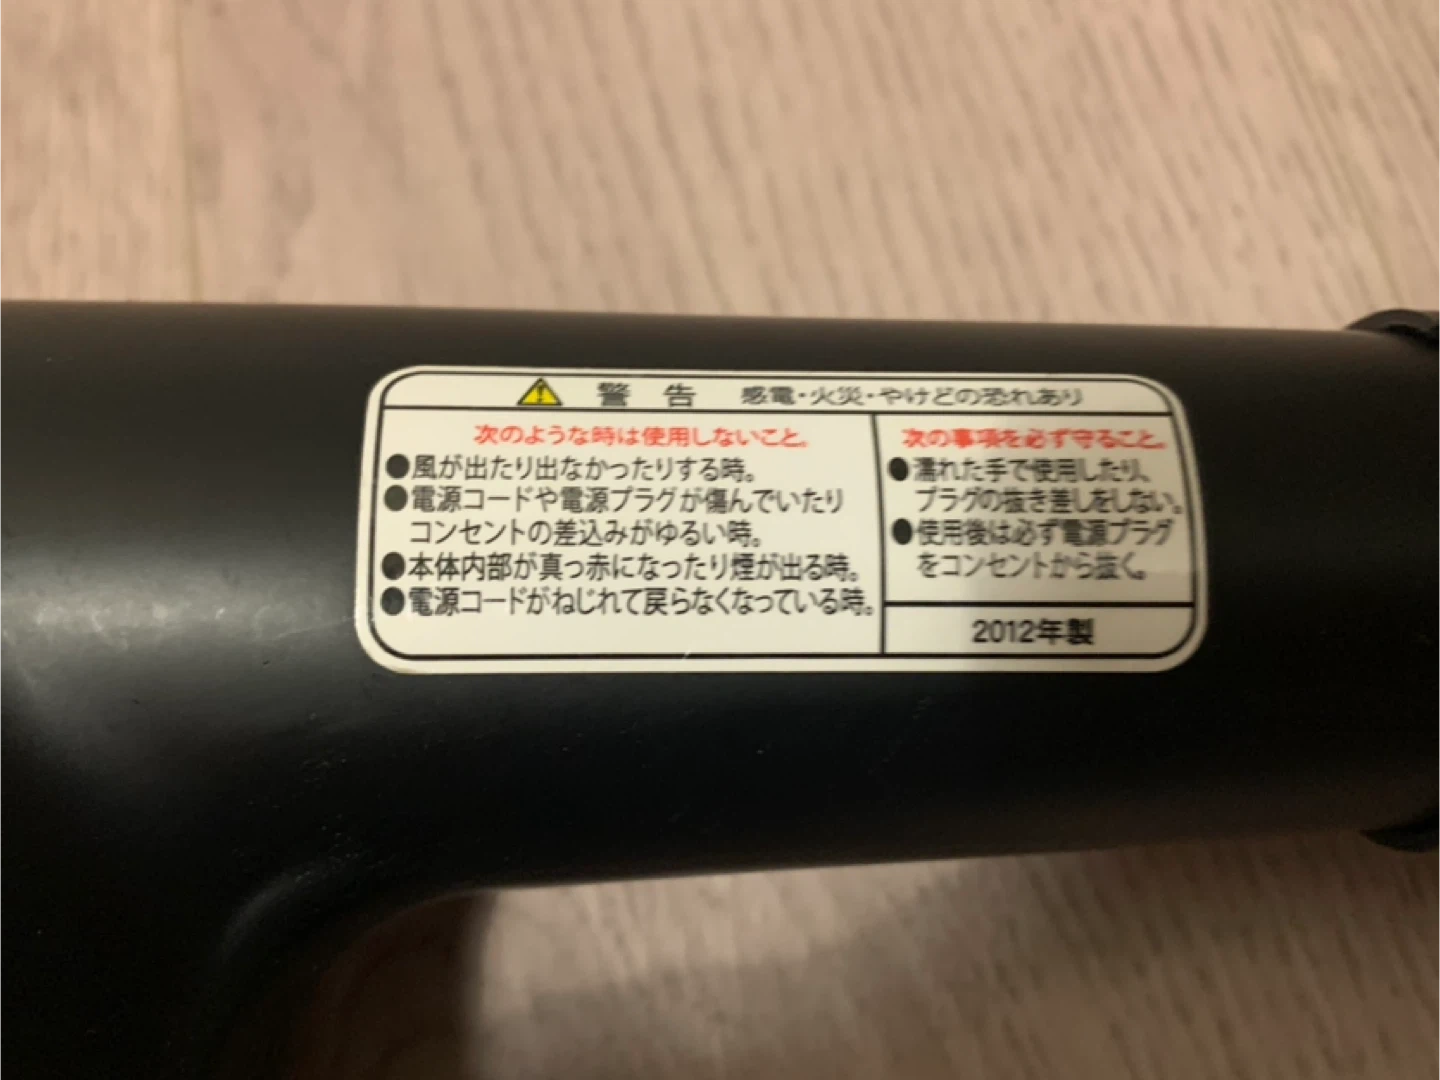 警告 感電・火災・やけどの恐れあり
次のような時は使用しないこと。
●風が出たり出なかったりする時。
●電源コードや電源プラグが傷んでいたり
コンセントの差込みがゆるい時。
●本体内部が真っ赤になったり煙が出る時。
●電源コードがねじれて戻らなくなっている時。
次の事項を必ず守ること。
●濡れた手で使用したり、
プラグの抜き差しをしない。
●使用後は必ず電源プラグ
をコンセントから抜く。
2012年製